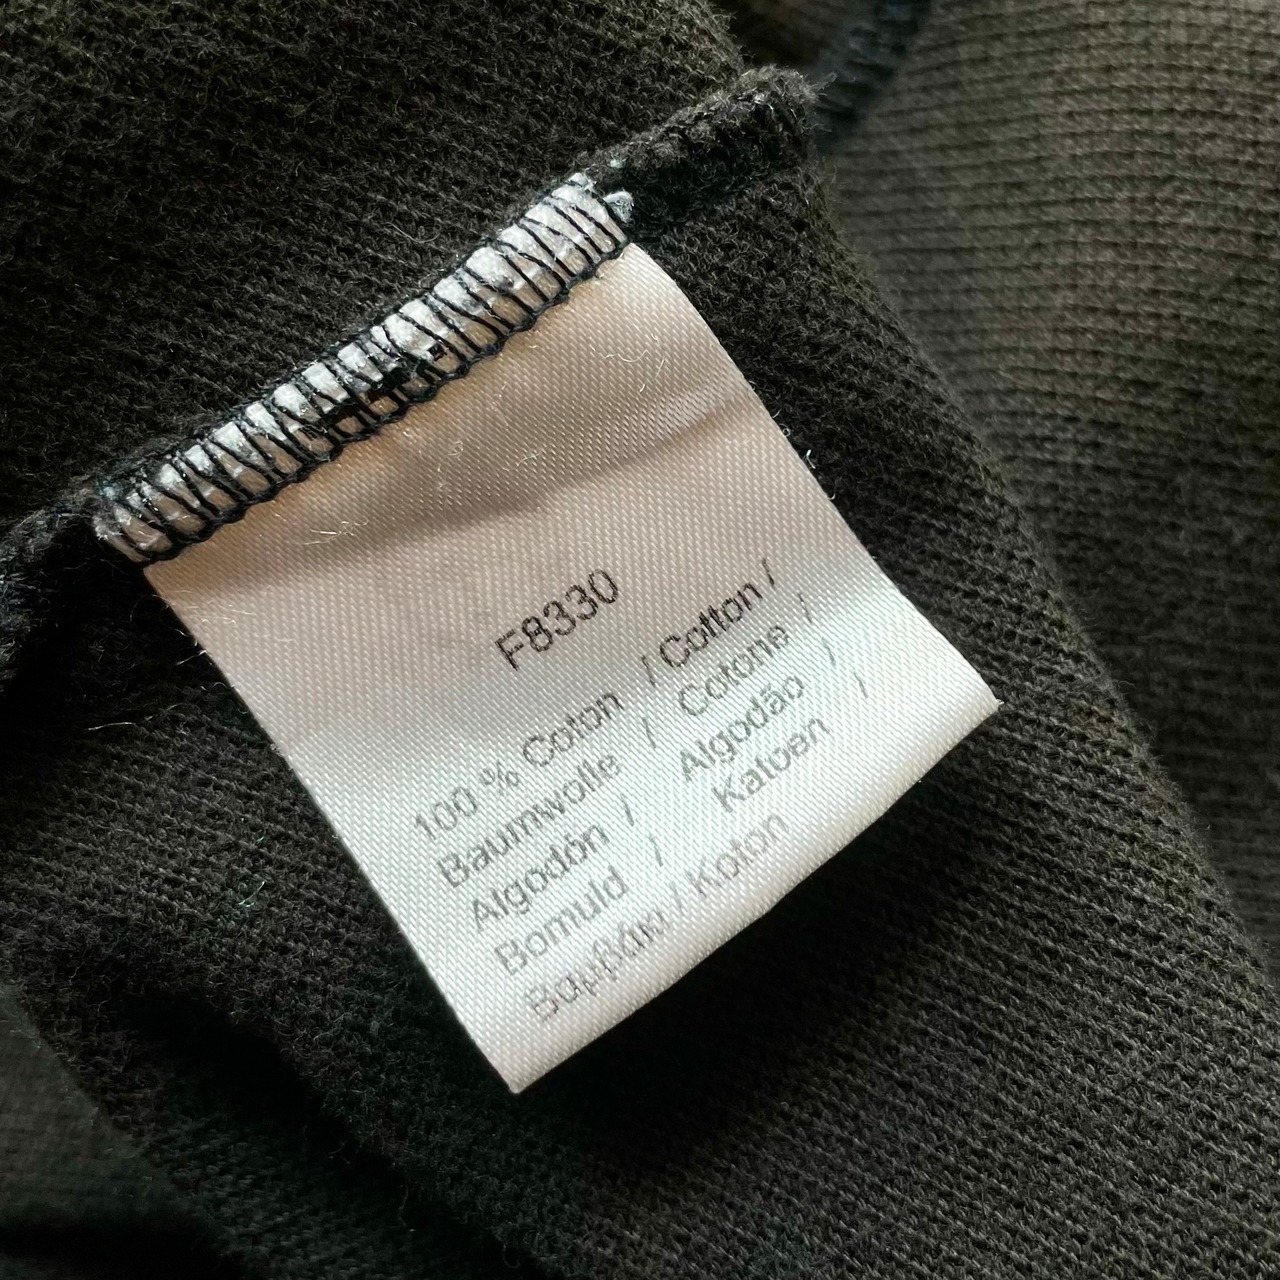 F8330
100 % Coton / Cotton /
Baumwolle / Cotone /
Algodón / Algodão /
Bomuld / Katoen /
Βαμβάκι / Koton